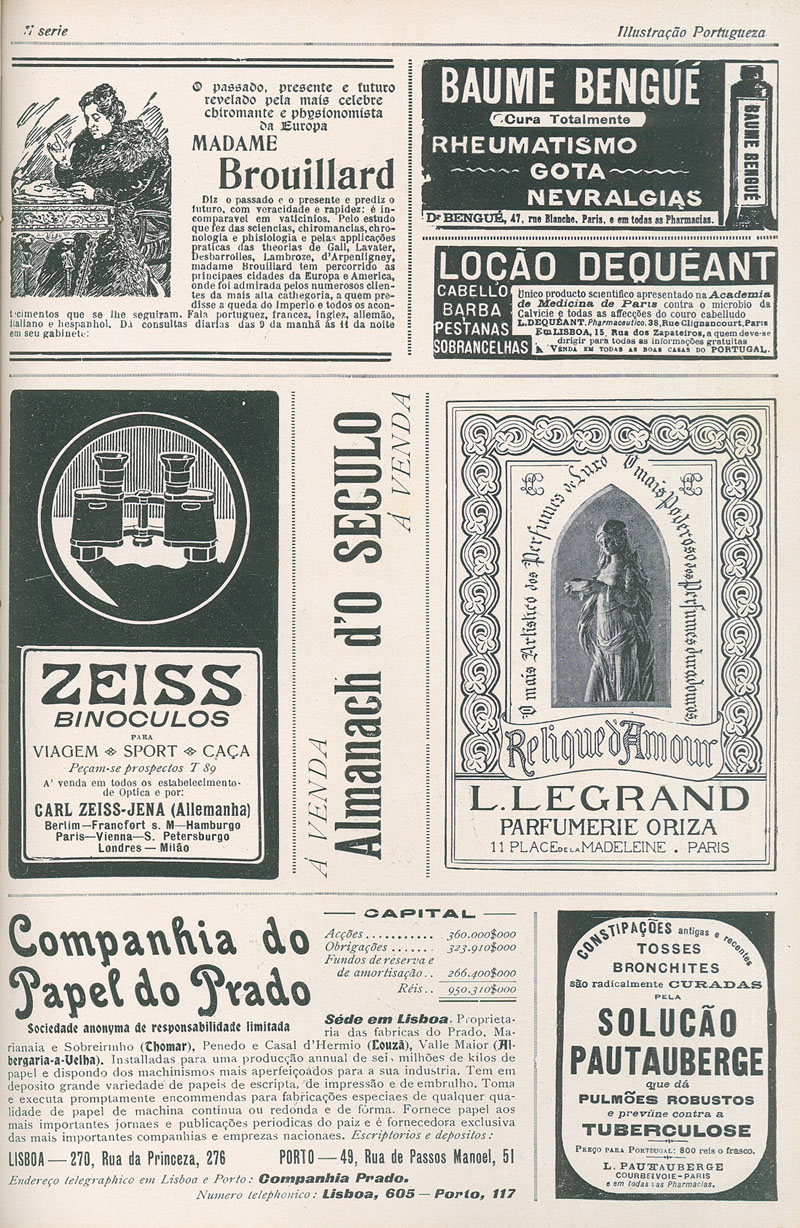 serie
Illustração Portugueza
O passado, presente e futuro
revelado pela mais celebre
chiromante e physionomista
da Europa
MADAME
Brouillard
Diz o passado e o presente e prediz o
futuro, com veracidade e rapidez: é in-
comparavel em vaticinios. Pelo estudo
que fez das sciencias, chiromancias, chro-
nologia e phisiologia e pelas applicações
praticas das theorias de Gall, Lavater,
Desbarrolles, Lambroze, d'Arpenligney,
madame Brouillard tem percorrido as
principaes cidades da Europa e America,
onde foi admirada pelos numerosos clien-
tes da mais alta cathegoria, a quem pre-
disse a queda do Imperio e todos os acon-
tecimentos que se lhe seguiram. Fala portuguez, francez, inglez, allemão,
italiano e hespanhol. Dá consultas diarias das 9 da manhã ás 11 da noite
em seu gabinete:
BAUME BENGUÉ
Cura Totalmente
RHEUMATISMO
GOTA
NEVRALGIAS
Dr BENGUÉ, 47, rue Blanche, Paris, e em todas as Pharmacias.
BAUME BENGUÉ
LOÇÃO DEQUÉANT
CABELLO
BARBA
PESTANAS
SOBRANCELHAS
Unico producto scientifico apresentado na Academia
de Medicina de Paris contra o microbio da
Calvicie e todas as affecções do couro cabelludo
L. DEQUÉANT, Pharmaceutico, 38, Rue Clignancourt, Paris
Em LISBOA, 15, Rua dos Zapateiros, a quem deve-se
dirigir para todas as informações gratuitas
A VENDA EM TODAS AS BOAS CASAS DO PORTUGAL.
ZEISS
BINOCULOS
PARA
VIAGEM SPORT CAÇA
Peçam-se prospectos T 89
A' venda em todos os estabelecimento-
de Optica e por:
CARL ZEISS-JENA (Allemanha)
Berlim—Francfort s. M—Hamburgo
Paris—Vienna—S. Petersburgo
Londres — Milão
Á VENDA
Almanach d'O SECULO
Á VENDA
O mais Artistico dos Perfumes de Luxo
O mais Poderoso dos Perfumes duradouros
Relique d'Amour
L. LEGRAND
PARFUMERIE ORIZA
11 PLACE DE LA MADELEINE . PARIS
Companhia do
Papel do Prado
Sociedade anonyma de responsabilidade limitada
CAPITAL
Acções........... 360.000$000
Obrigações ....... 323.910$000
Fundos de reserva e
de amortisação.. 266.400$000
Réis.. 950.310$000
Séde em Lisboa. Proprieta-
ria das fabricas do Prado, Ma-
rianaia e Sobreirinho (Thomar), Penedo e Casal d'Hermio (Louzã), Valle Maior (Al-
bergaria-a-Velha). Installadas para uma producção annual de seis milhões de kilos de
papel e dispondo dos machinismos mais aperfeiçoados para a sua industria. Tem em
deposito grande variedade de papeis de escripta, de impressão e de embrulho. Toma
e executa promptamente encommendas para fabricações especiaes de qualquer qua-
lidade de papel de machina continua ou redonda e de fôrma. Fornece papel aos
mais importantes jornaes e publicações periodicas do paiz e é fornecedora exclusiva
das mais importantes companhias e emprezas nacionaes. Escriptorios e depositos:
LISBOA — 270, Rua da Princeza, 276 PORTO — 49, Rua de Passos Manoel, 51
Endereço telegraphico em Lisboa e Porto: Companhia Prado.
Numero telephonico: Lisboa, 605 — Porto, 117
CONSTIPAÇÕES antigas e recentes
TOSSES
BRONCHITES
são radicalmente CURADAS
PELA
SOLUCÃO
PAUTAUBERGE
que dá
PULMÕES ROBUSTOS
e previne contra a
TUBERCULOSE
PREÇO PARA PORTUGAL: 800 reis o frasco.
L. PAUTAUBERGE
COURBEVOIE-PARIS
e em todas as Pharmacias.